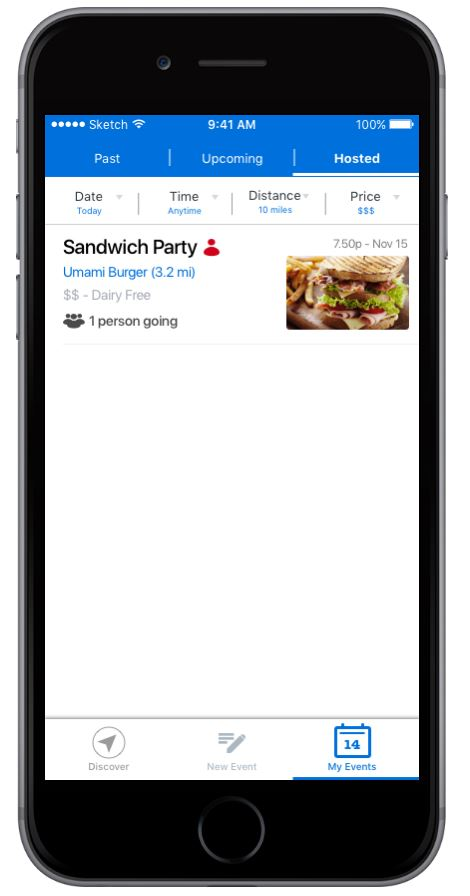 ●●●●● Sketch 9:41 AM 100%
Past Upcoming Hosted
Date Time Distance Price
Today Anytime 10 miles $$$
Sandwich Party 7.50p - Nov 15
Umami Burger (3.2 mi)
$$ - Dairy Free
1 person going
14
Discover New Event My Events